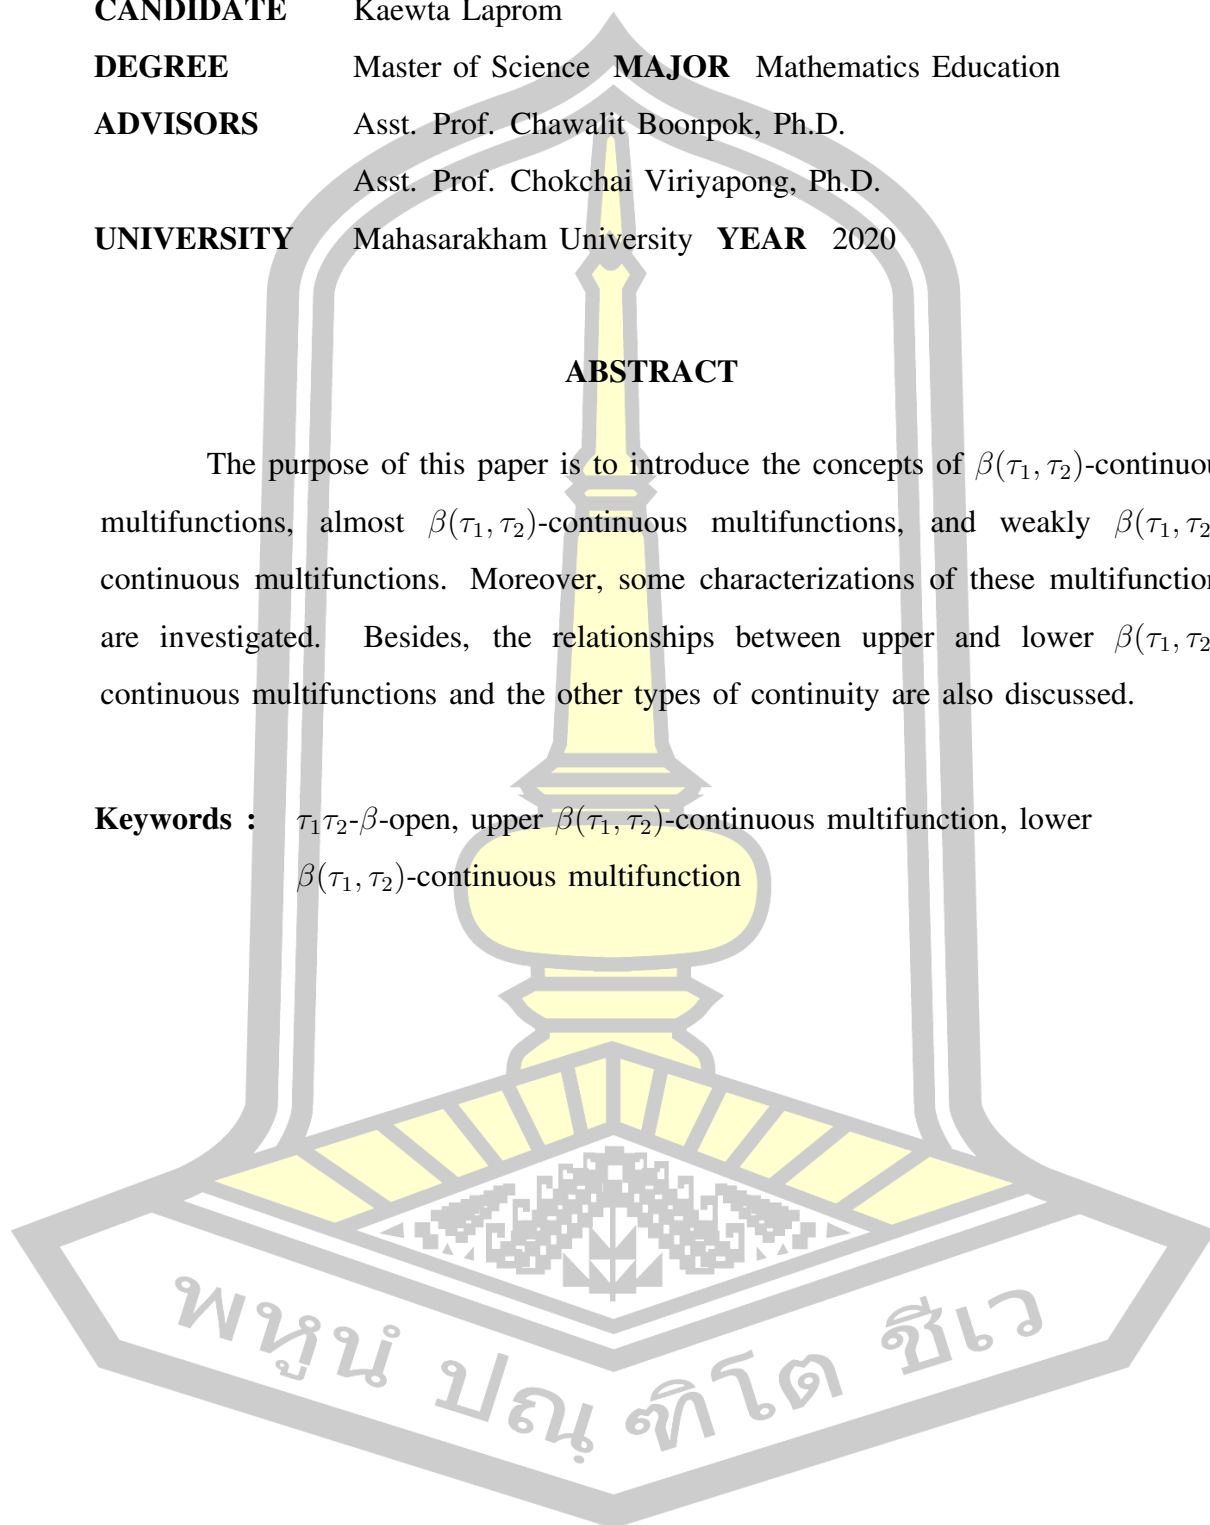 CANDIDATE Kaewta Laprom
DEGREE Master of Science MAJOR Mathematics Education
ADVISORS Asst. Prof. Chawalit Boonpok, Ph.D.
Asst. Prof. Chokchai Viriyapong, Ph.D.
UNIVERSITY Mahasarakham University YEAR 2020
ABSTRACT
The purpose of this paper is to introduce the concepts of β(τ₁, τ₂)-continuou
multifunctions, almost β(τ₁, τ₂)-continuous multifunctions, and weakly β(τ₁, τ₂
continuous multifunctions. Moreover, some characterizations of these multifunction
are investigated. Besides, the relationships between upper and lower β(τ₁, τ₂
continuous multifunctions and the other types of continuity are also discussed.
Keywords : τ₁τ₂-β-open, upper β(τ₁, τ₂)-continuous multifunction, lower
β(τ₁, τ₂)-continuous multifunction
พหูนํ ปณฺฑิโต ชีเว